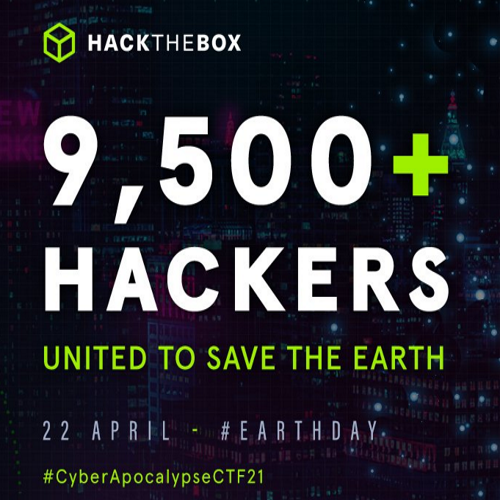 HACKTHEBOX
9,500+
HACKERS
UNITED TO SAVE THE EARTH
22 APRIL - #EARTHDAY
#CyberApocalypseCTF21